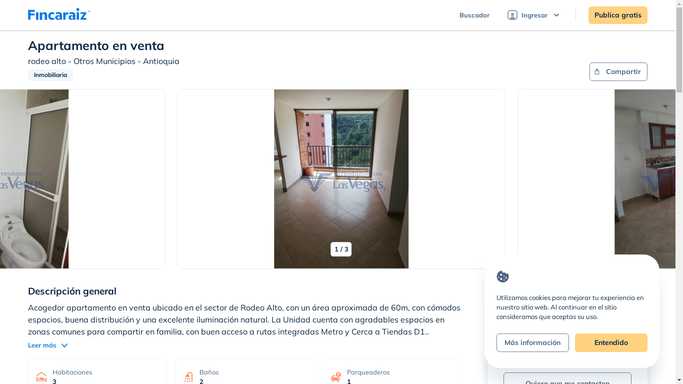 Fincaraiz
Buscador
Ingresar
Publica gratis
Apartamento en venta
rodeo alto - Otros Municipios - Antioquia
Inmobiliaria
Compartir
Las Vegas
Las Vegas
1 / 3
Descripción general
Acogedor apartamento en venta ubicado en el sector de Rodeo Alto, con un área aproximada de 60m, con cómodos
espacios, buena distribución y una excelente iluminación natural. La Unidad cuenta con agradables espacios en
zonas comunes para compartir en familia, con buen acceso a rutas integradas Metro y Cerca a Tiendas D1...
Leer más
Habitaciones
3
Baños
2
Parqueaderos
1
Utilizamos cookies para mejorar tu experiencia en
nuestro sitio web. Al continuar en el sitio
consideramos que aceptas su uso.
Más información
Entendido
Quiero que me contacten